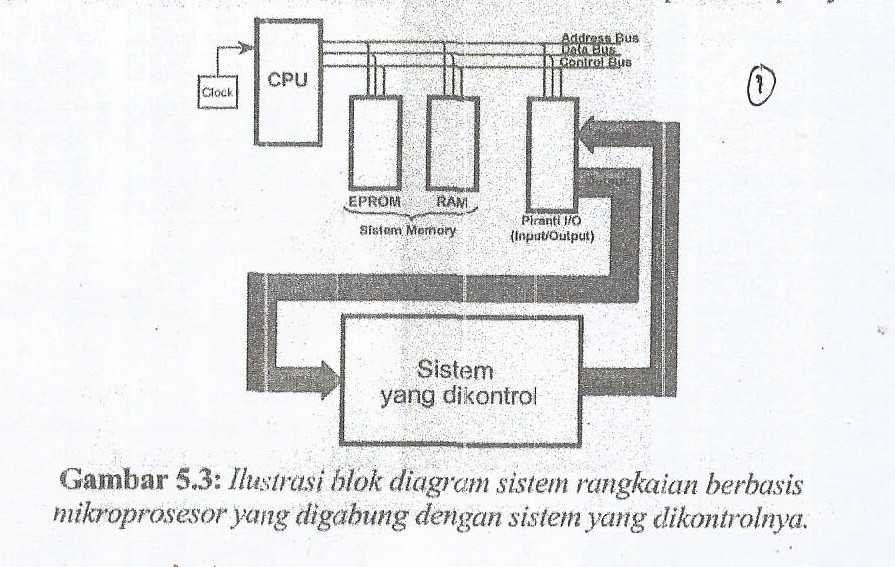 Address Bus
Data Bus
Control Bus
Clock
CPU
1
EPROM
RAM
Sistem Memory
Piranti I/O
(Input/Output)
Sistem
yang dikontrol
Gambar 5.3: Ilustrasi blok diagram sistem rangkaian berbasis
mikroprosesor yang digabung dengan sistem yang dikontrolnya.